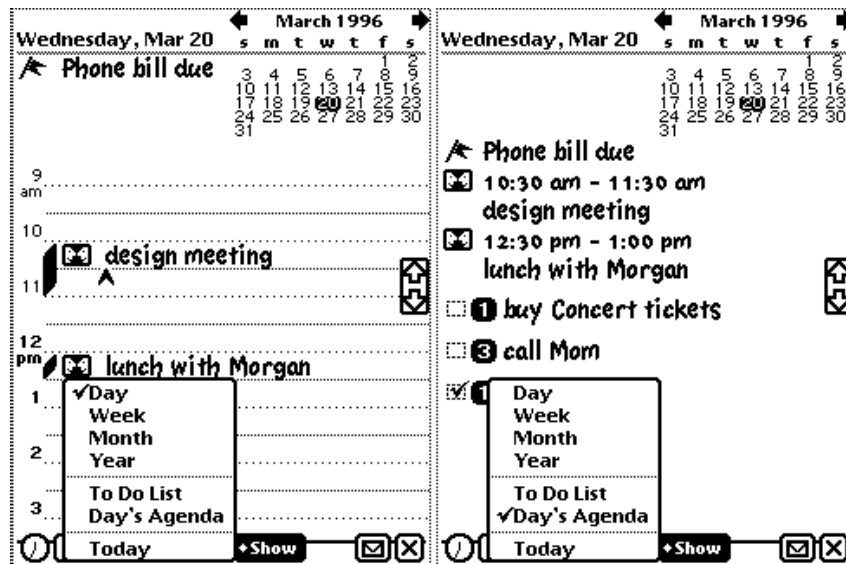 March 1996
Wednesday, Mar 20 s m t w t f s
Phone bill due
1 2
3 4 5 6 7 8 9
10 11 12 13 14 15 16
17 18 19 20 21 22 23
24 25 26 27 28 29 30
31
9
am
10
design meeting
11
12
pm
lunch with Morgan
1
2
3
✓Day
Week
Month
Year
To Do List
Day's Agenda
Today
Show
March 1996
Wednesday, Mar 20 s m t w t f s
1 2
3 4 5 6 7 8 9
10 11 12 13 14 15 16
17 18 19 20 21 22 23
24 25 26 27 28 29 30
31
Phone bill due
10:30 am - 11:30 am
design meeting
12:30 pm - 1:00 pm
lunch with Morgan
1 buy Concert tickets
3 call Mom
1
Day
Week
Month
Year
To Do List
✓Day's Agenda
Today
Show